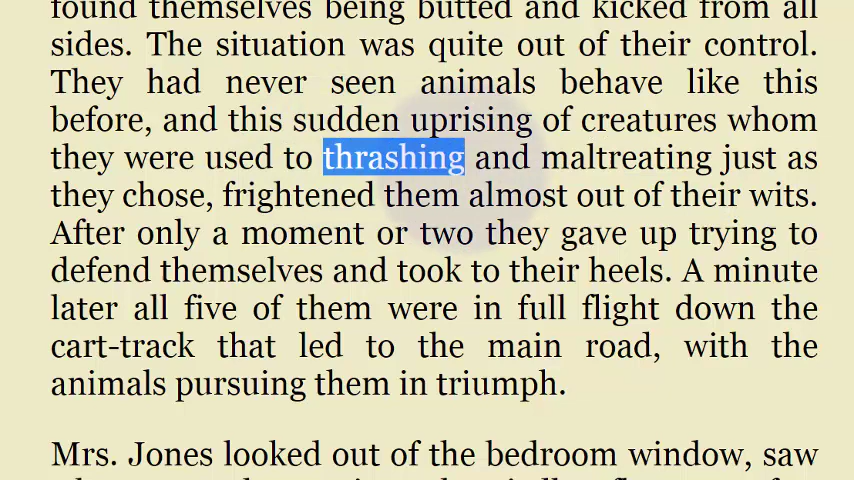 found themselves being butted and kicked from all
sides. The situation was quite out of their control.
They had never seen animals behave like this
before, and this sudden uprising of creatures whom
they were used to thrashing and maltreating just as
they chose, frightened them almost out of their wits.
After only a moment or two they gave up trying to
defend themselves and took to their heels. A minute
later all five of them were in full flight down the
cart-track that led to the main road, with the
animals pursuing them in triumph.
Mrs. Jones looked out of the bedroom window, saw